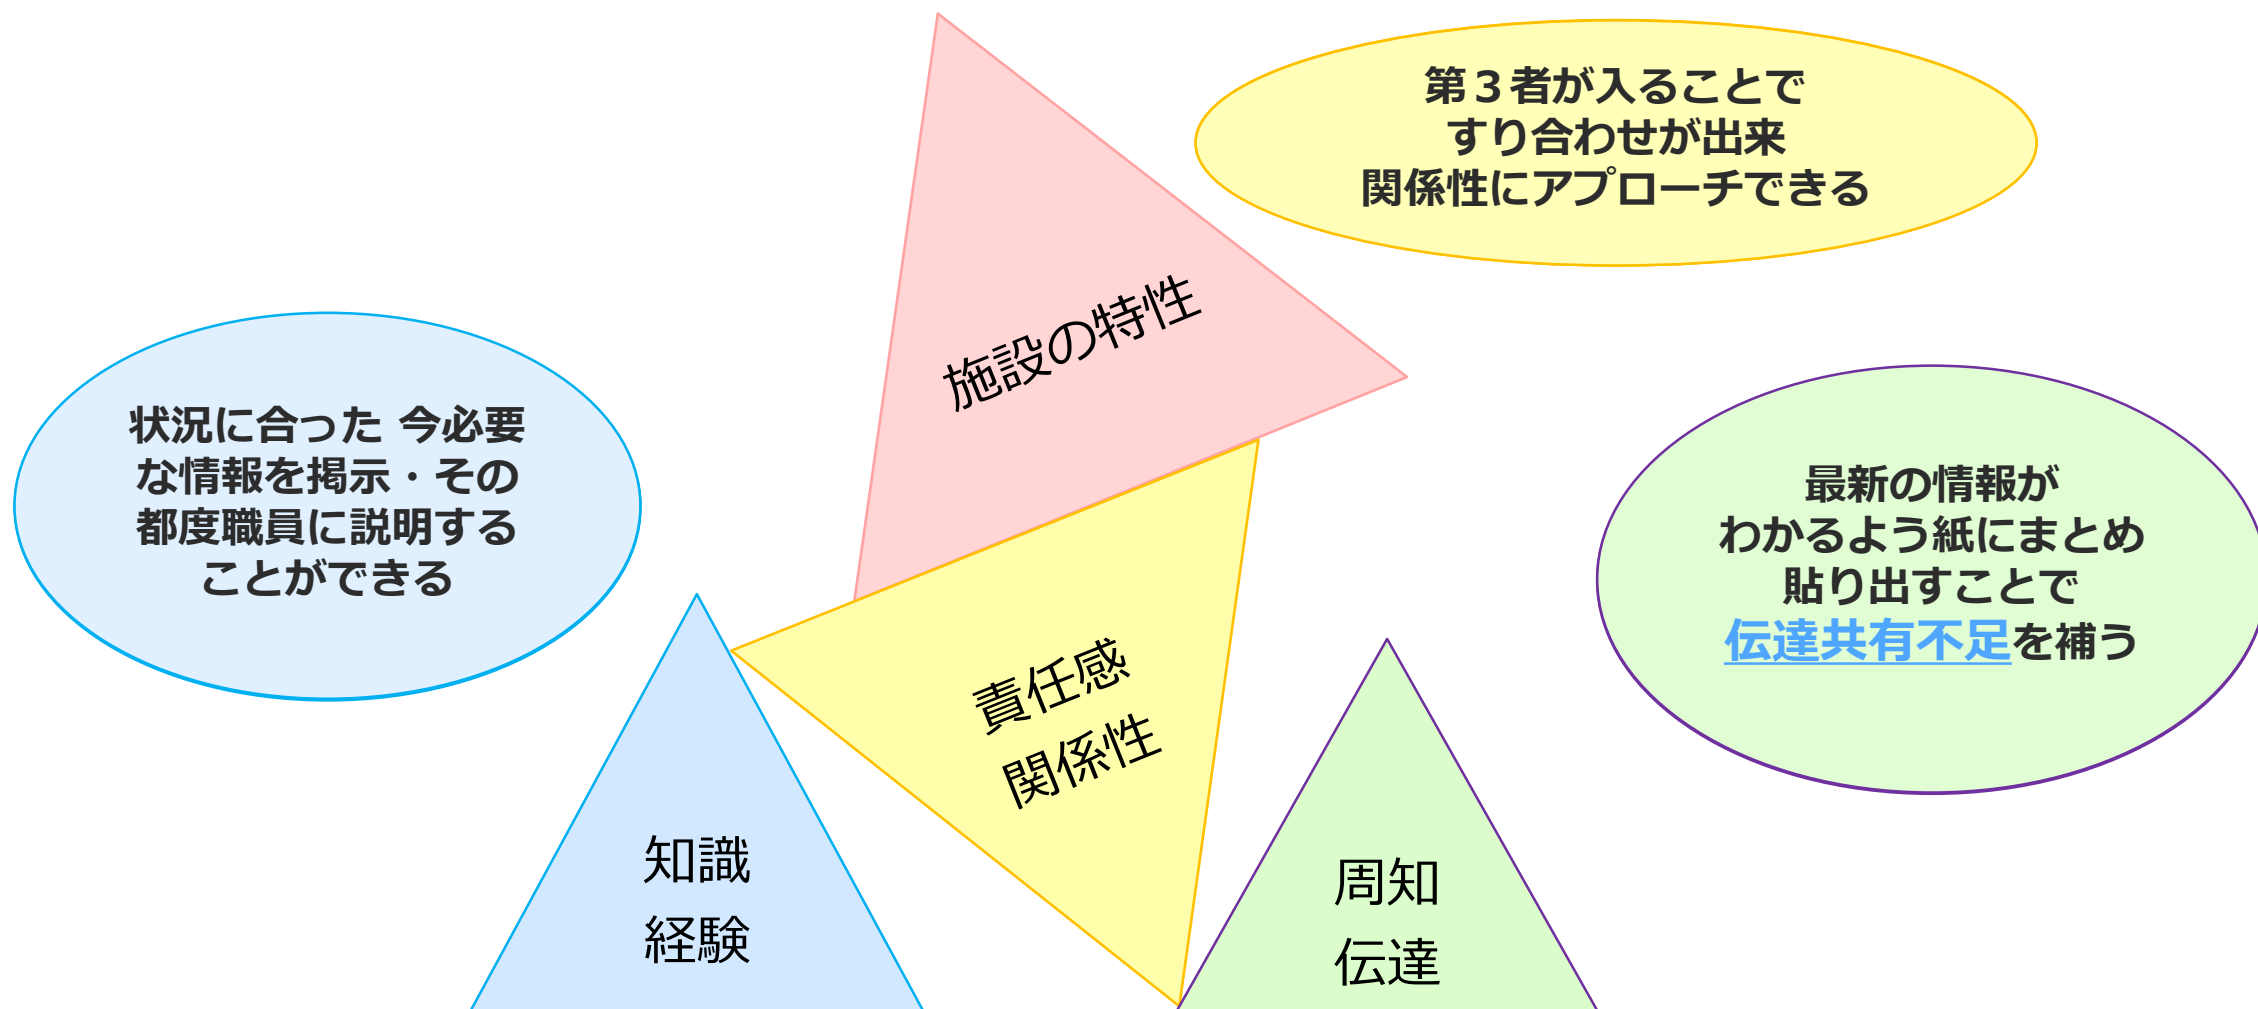 第３者が入ることで
すり合わせが出来
関係性にアプローチできる
施設の特性
状況に合った 今必要
な情報を掲示・その
都度職員に説明する
ことができる
最新の情報が
わかるよう紙にまとめ
貼り出すことで
伝達共有不足を補う
責任感
関係性
知識
経験
周知
伝達